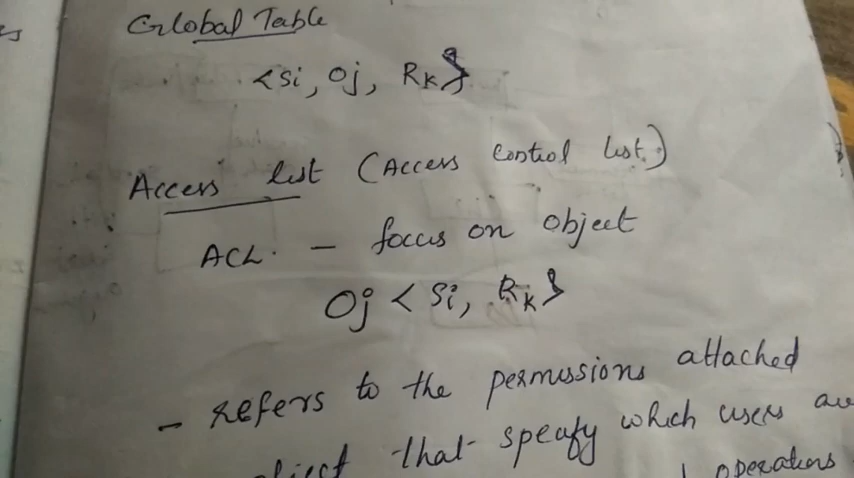 Global Table
<Si, Oj, Rk>
Access list (Access control list)
ACL. - focus on object
Oj < Si, Rk>
- refers to the permissions attached
that specify which users
operations